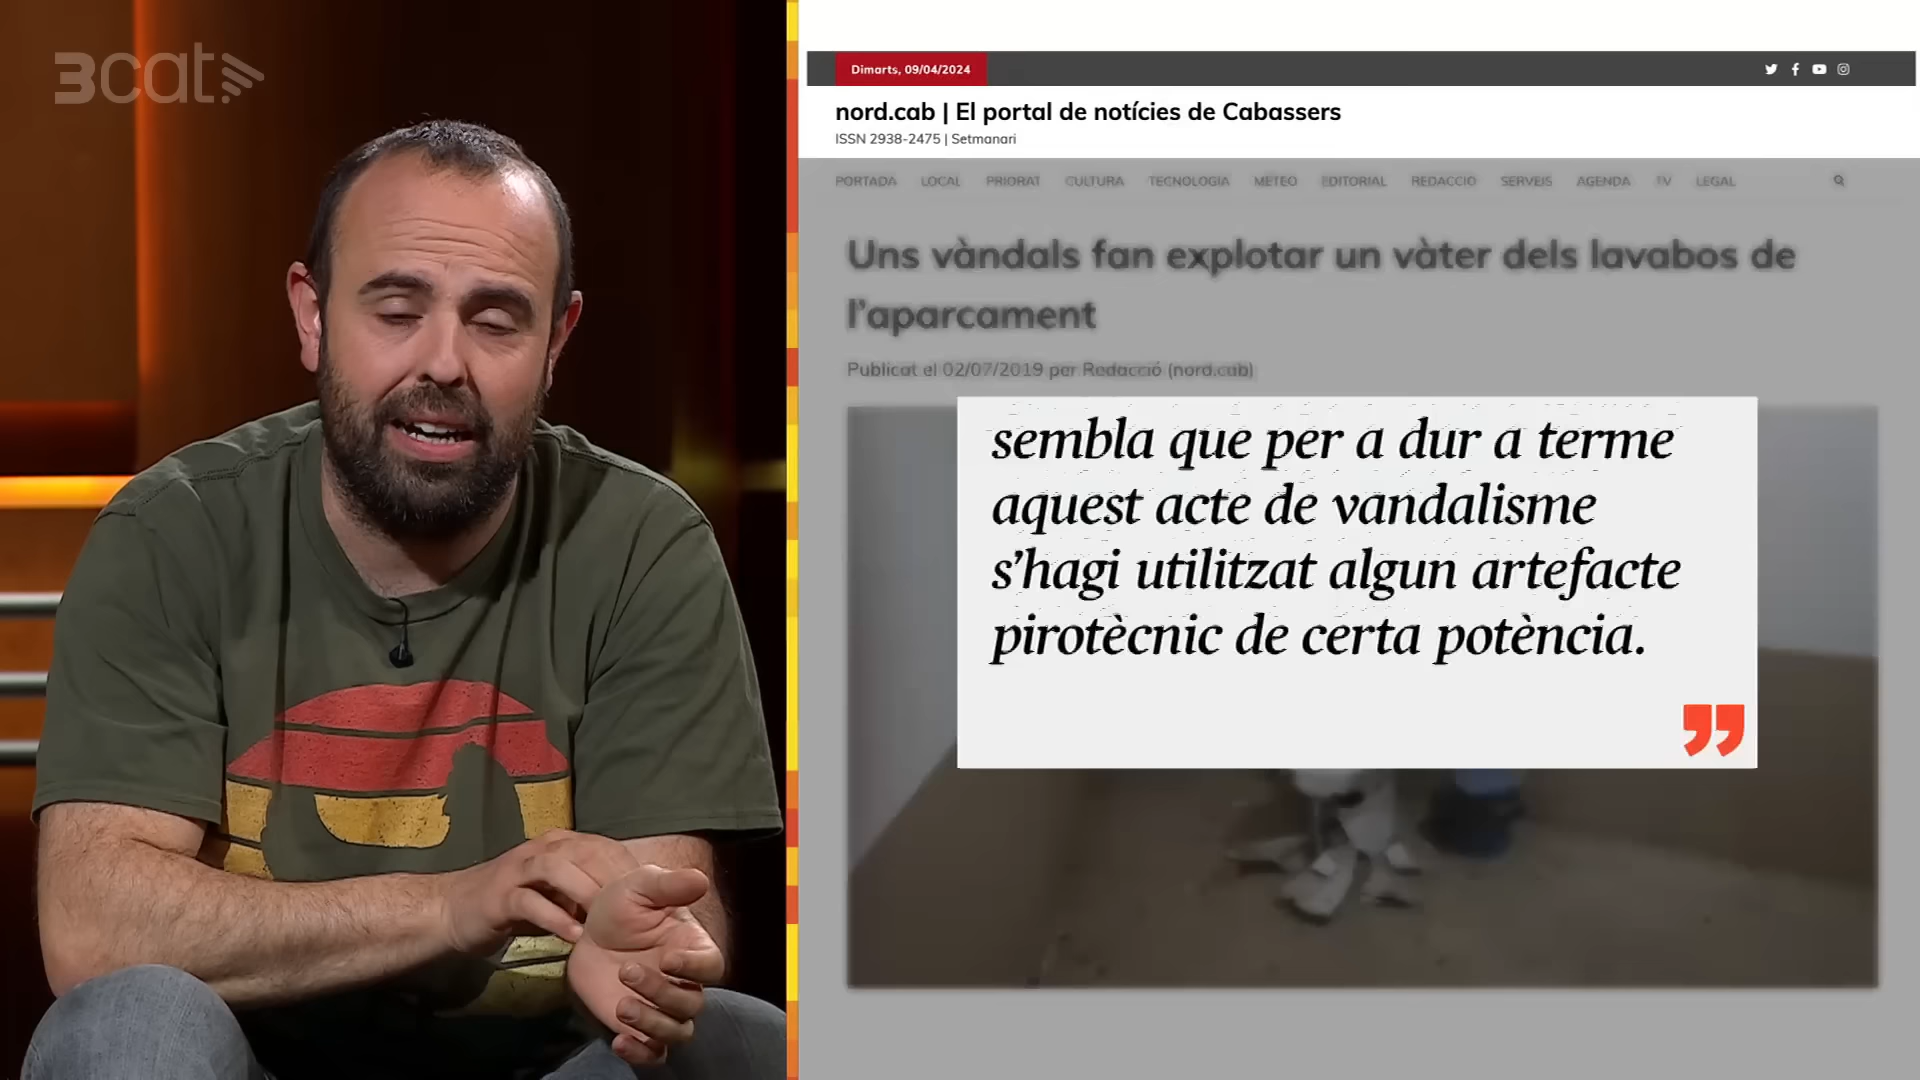 3cat
Dimarts, 09/04/2024
nord.cab | El portal de notícies de Cabassers
ISSN 2938-2475 | Setmanari
PORTADA LOCAL PRIORAT CULTURA TECNOLOGIA METEO EDITORIAL REDACCIÓ SERVEIS AGENDA TV LEGAL
Uns vàndals fan explotar un vàter dels lavabos de
l'aparcament
Publicat el 02/07/2019 per Redacció (nord.cab)
sembla que per a dur a terme
aquest acte de vandalisme
s’hagi utilitzat algun artefacte
pirotècnic de certa potència.
”